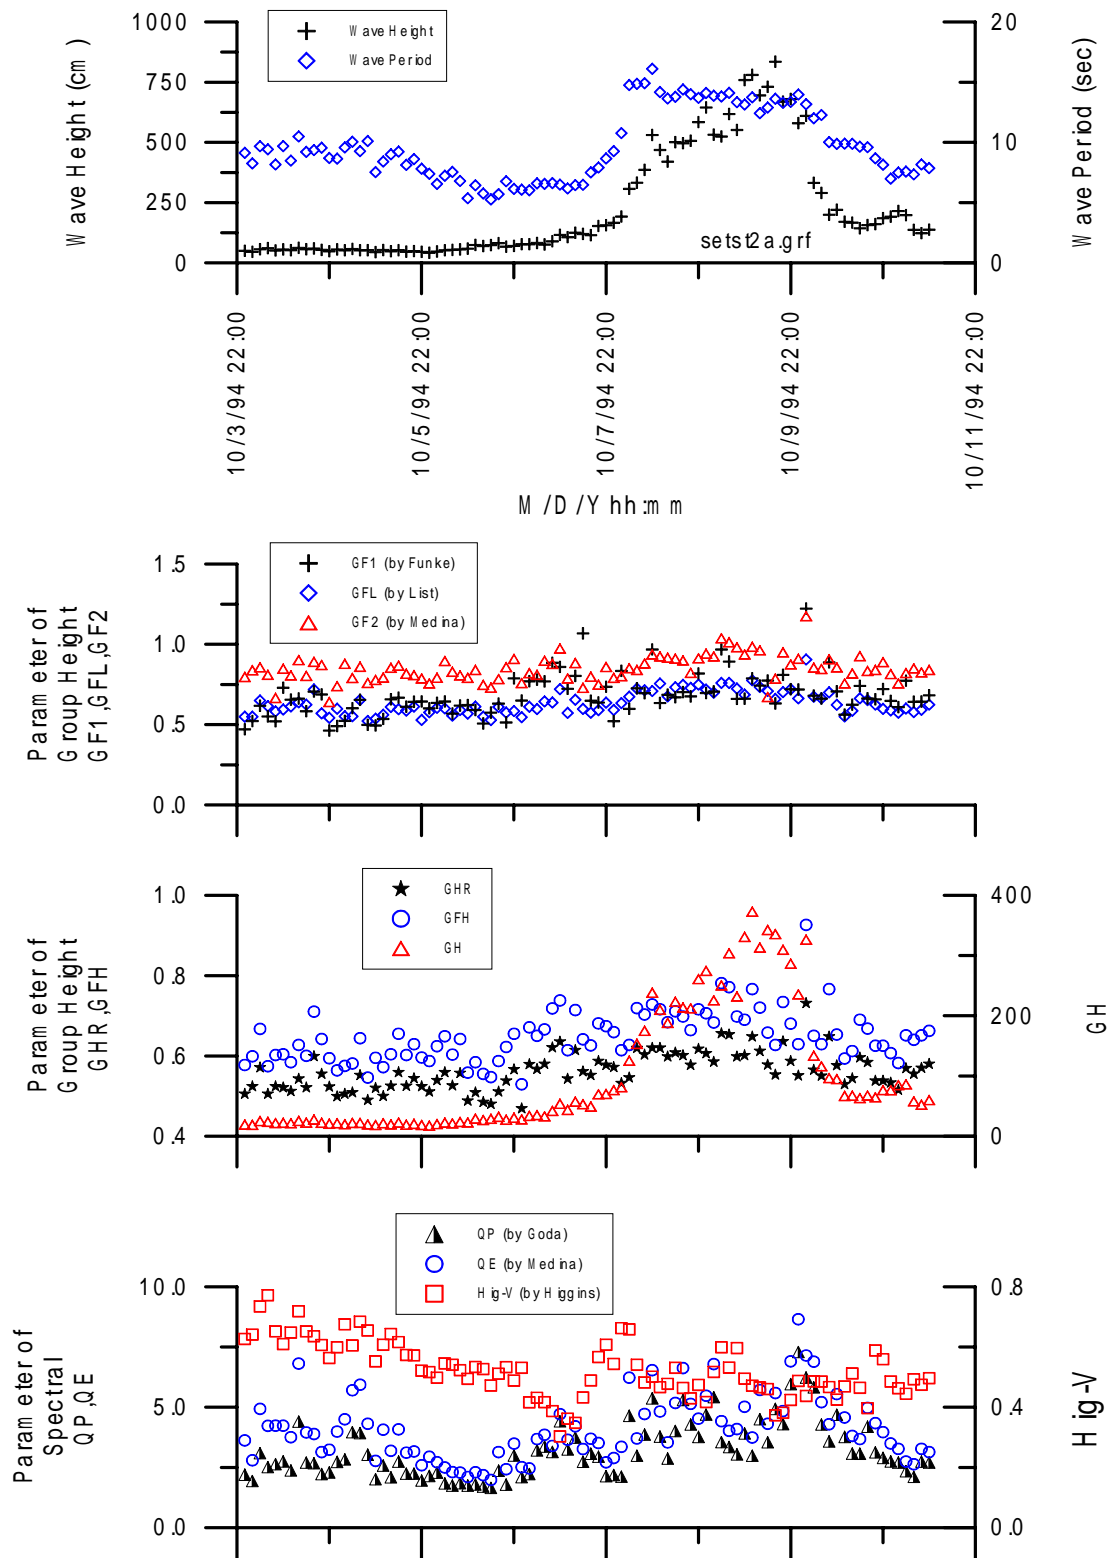 1000
20
Wave Height
Wave Period
750
500
10
250
0
0
Wave Height (cm)
Wave Period (sec)
setst2a.grf
10/3/94 22:00
10/5/94 22:00
10/7/94 22:00
10/9/94 22:00
10/11/94 22:00
M/D/Y hh:mm
1.5
GF1 (by Funke)
GFL (by List)
GF2 (by Medina)
1.0
0.5
0.0
Parameter of
Group Height
GF1,GFL,GF2
1.0
400
GHR
GFH
GH
0.8
0.6
200
0.4
0
Parameter of
Group Height
GHR,GFH
GH
QP (by Goda)
QE (by Medina)
Hig-V (by Higgins)
10.0
0.8
5.0
0.4
0.0
0.0
Parameter of
Spectral
QP,QE
Hig-V